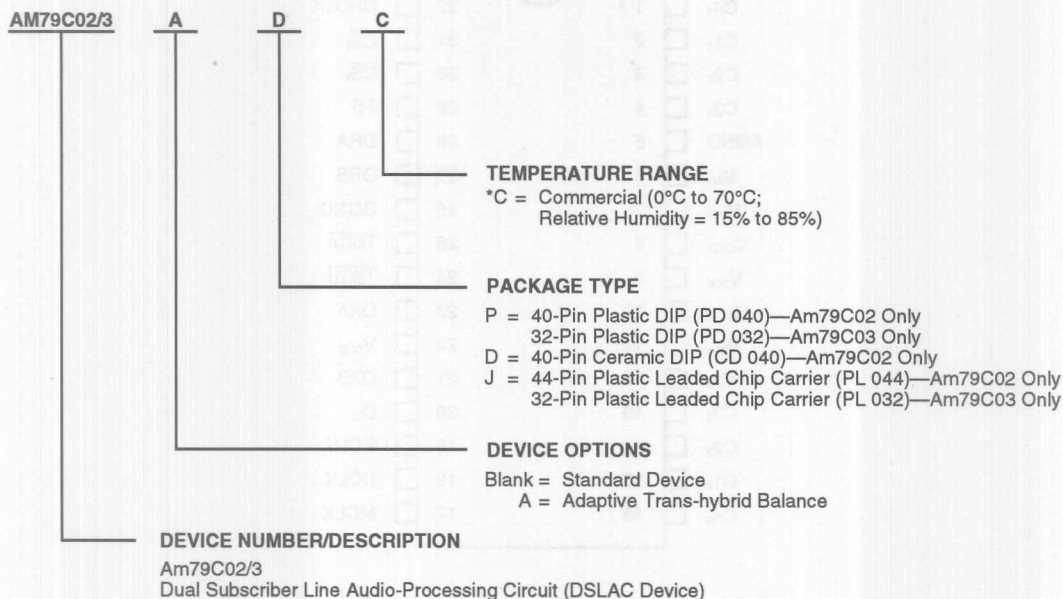 AM79C02/3 A D C
TEMPERATURE RANGE
*C = Commercial (0°C to 70°C;
Relative Humidity = 15% to 85%)
PACKAGE TYPE
P = 40-Pin Plastic DIP (PD 040)—Am79C02 Only
32-Pin Plastic DIP (PD 032)—Am79C03 Only
D = 40-Pin Ceramic DIP (CD 040)—Am79C02 Only
J = 44-Pin Plastic Leaded Chip Carrier (PL 044)—Am79C02 Only
32-Pin Plastic Leaded Chip Carrier (PL 032)—Am79C03 Only
DEVICE OPTIONS
Blank = Standard Device
A = Adaptive Trans-hybrid Balance
DEVICE NUMBER/DESCRIPTION
Am79C02/3
Dual Subscriber Line Audio-Processing Circuit (DSLAC Device)